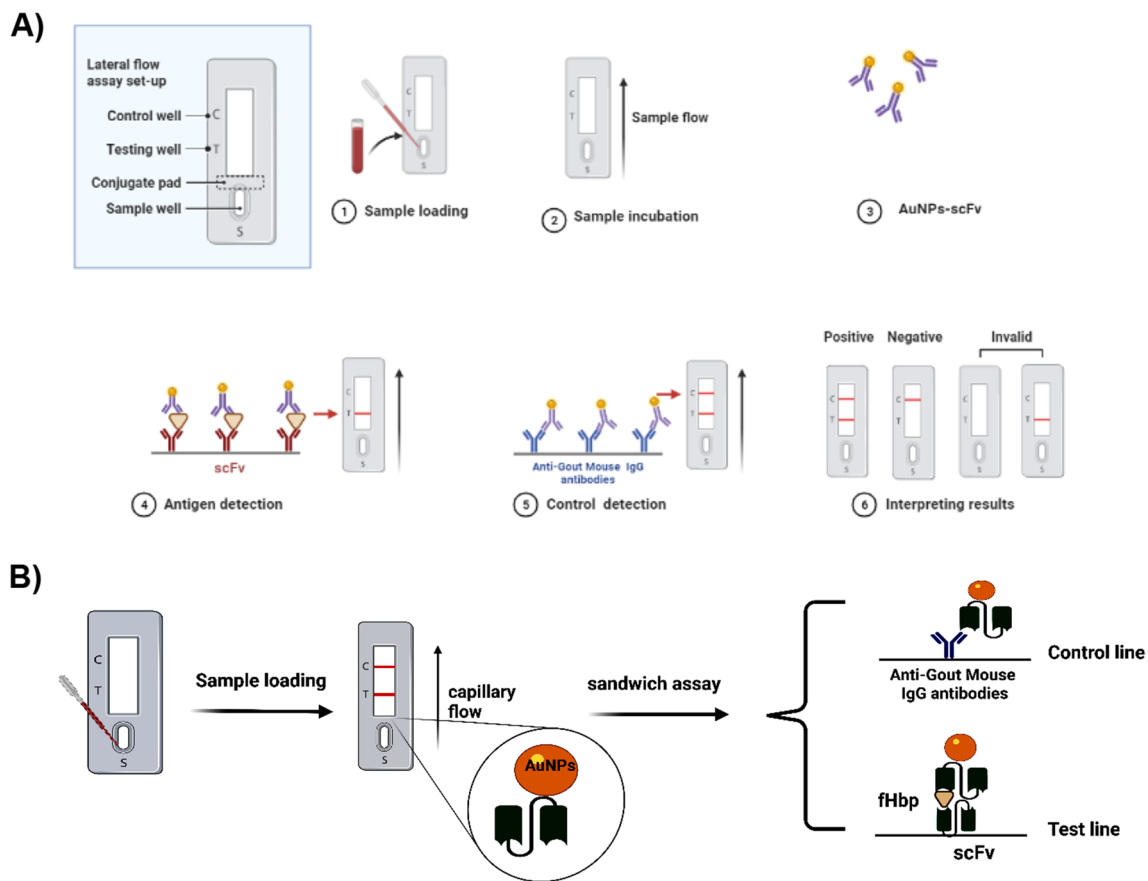 A)
Lateral flow
assay set-up
Control well
C
Testing well
T
Conjugate pad
Sample well
S
C
T
S
1 Sample loading
C
T
S
Sample flow
2 Sample incubation
3 AuNPs-scFv
scFv
T
S
4 Antigen detection
Anti-Gout Mouse IgG
antibodies
C
T
S
5 Control detection
Positive Negative Invalid
C C C C
T T T T
S S S S
6 Interpreting results
B)
C
T
S
Sample loading
C
T
S
capillary
flow
AuNPs
sandwich assay
Anti-Gout Mouse
IgG antibodies
Control line
fHbp
scFv
Test line